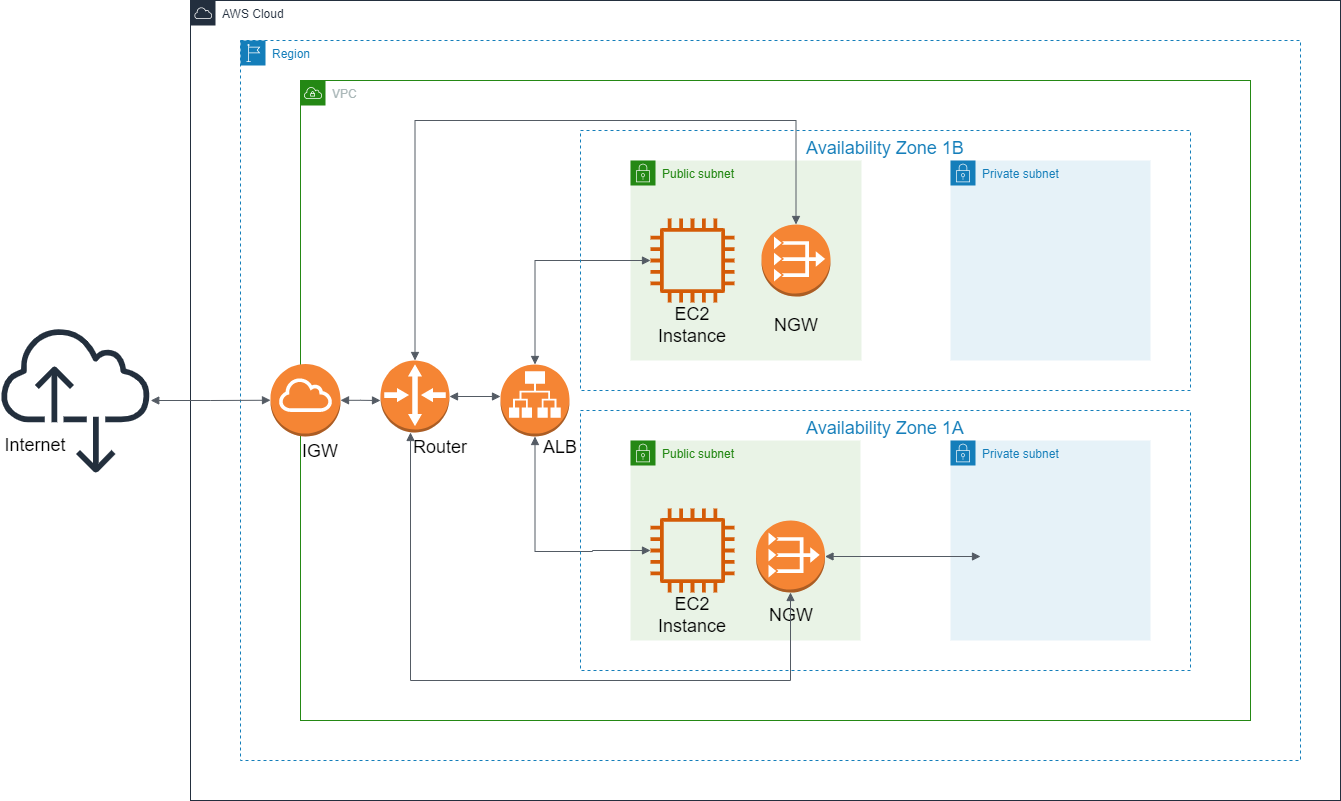 AWS Cloud
Region
VPC
Availability Zone 1B
Public subnet
Private subnet
EC2
Instance
NGW
Internet
IGW
Router
ALB
Availability Zone 1A
Public subnet
Private subnet
EC2
Instance
NGW